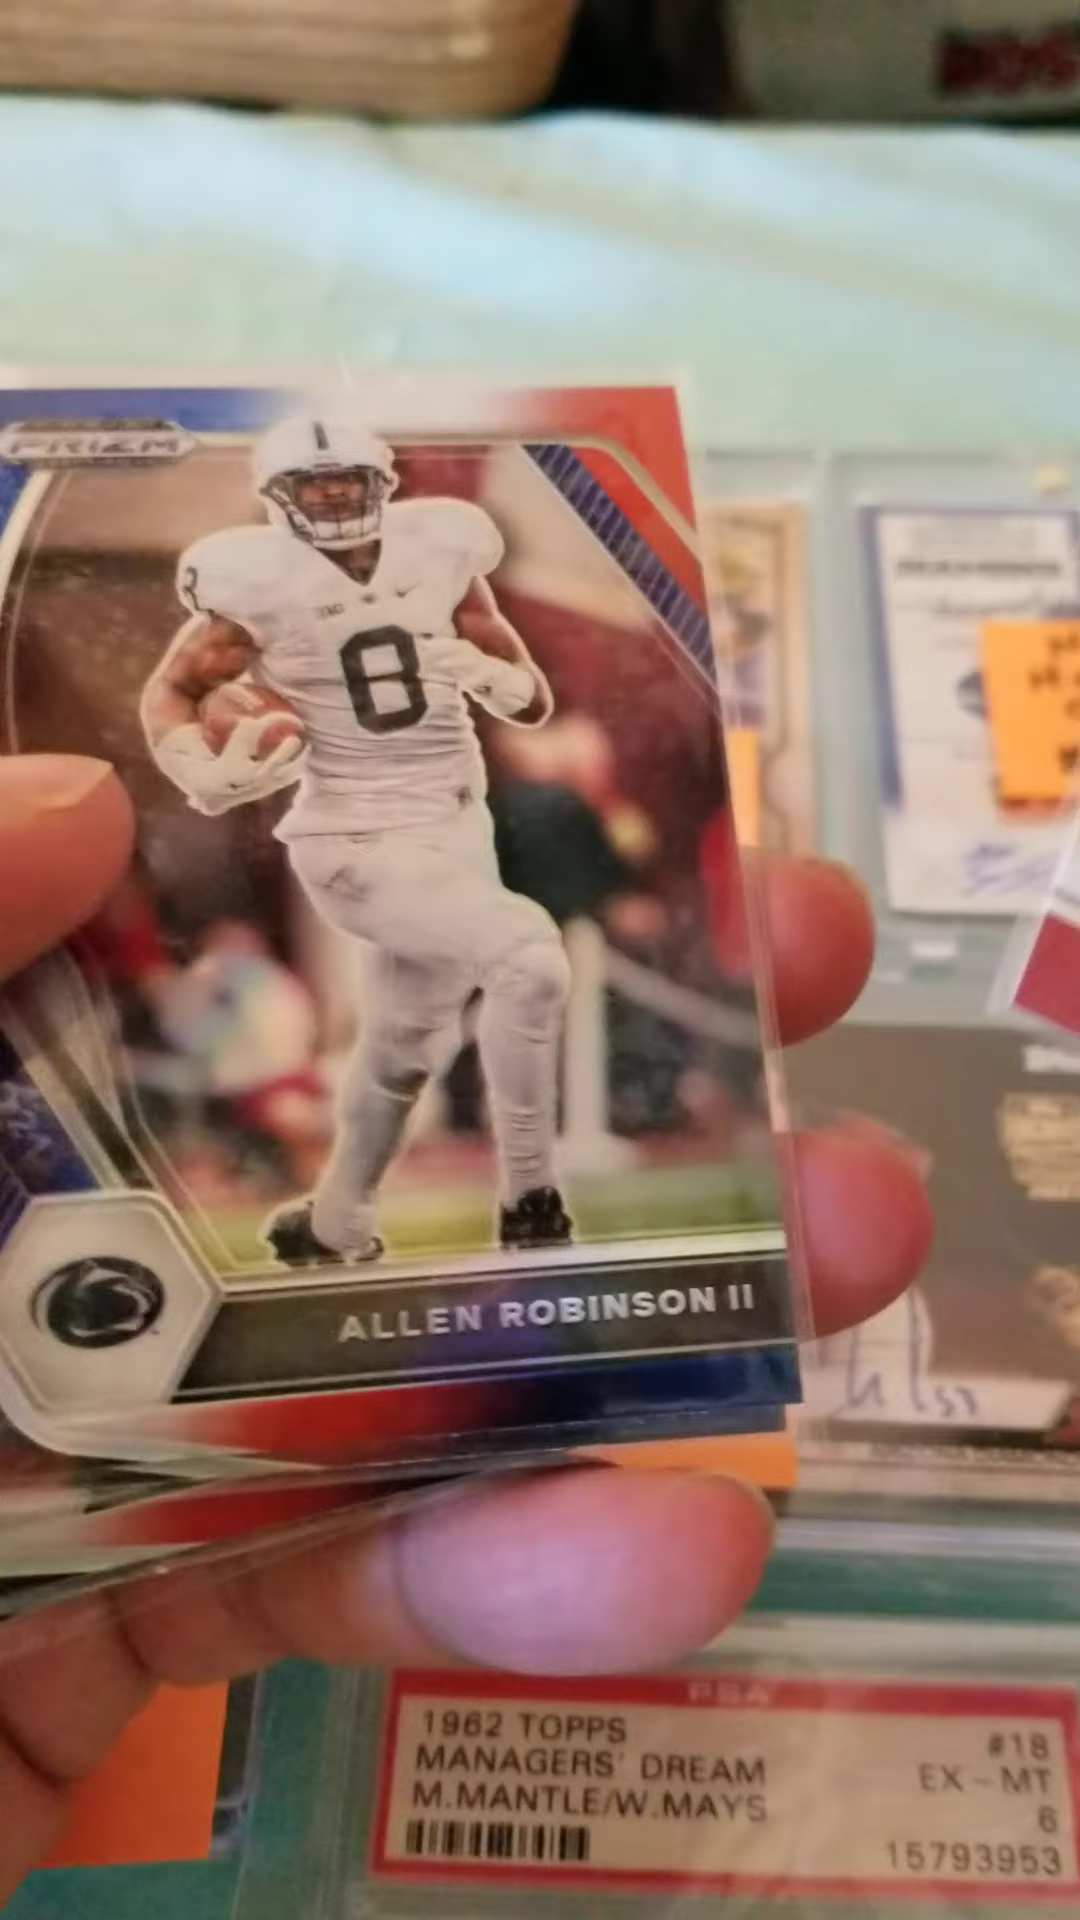 PRIZM
8
ALLEN ROBINSON II
PSA
1962 TOPPS #18
MANAGERS' DREAM EX-MT
M.MANTLE/W.MAYS 6
15793953